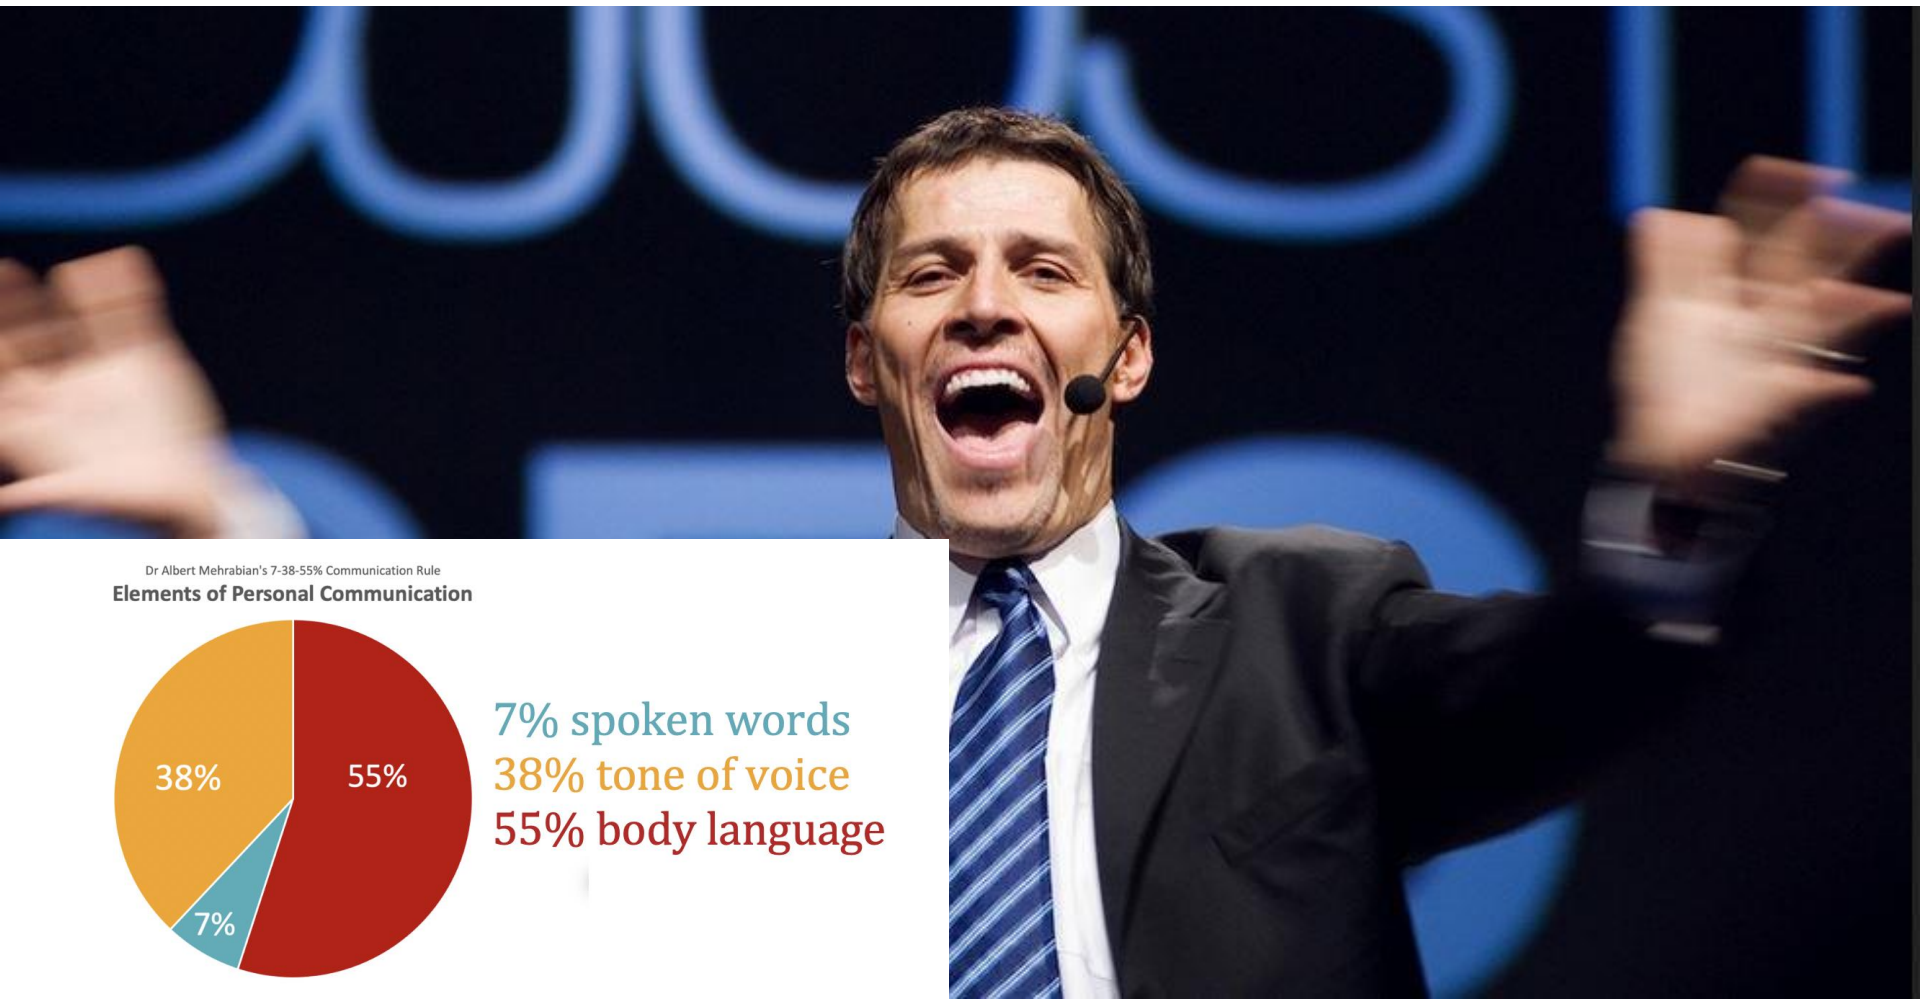 Dr Albert Mehrabian's 7-38-55% Communication Rule
Elements of Personal Communication
38%
55%
7%
7% spoken words
38% tone of voice
55% body language